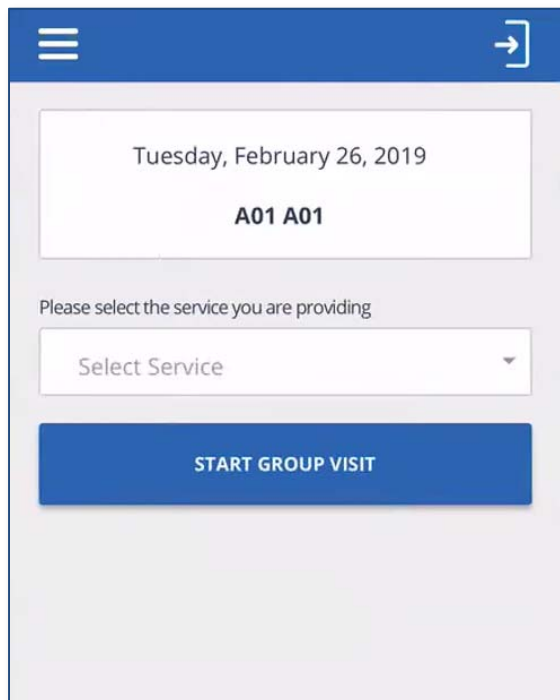 Tuesday, February 26, 2019
A01 A01
Please select the service you are providing
Select Service
START GROUP VISIT